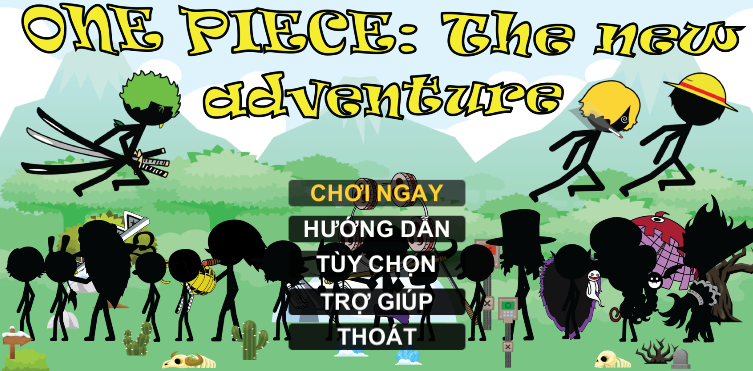 ONE PIECE: The new
adventure
CHƠI NGAY
HƯỚNG DẪN
TÙY CHỌN
TRỢ GIÚP
THOÁT